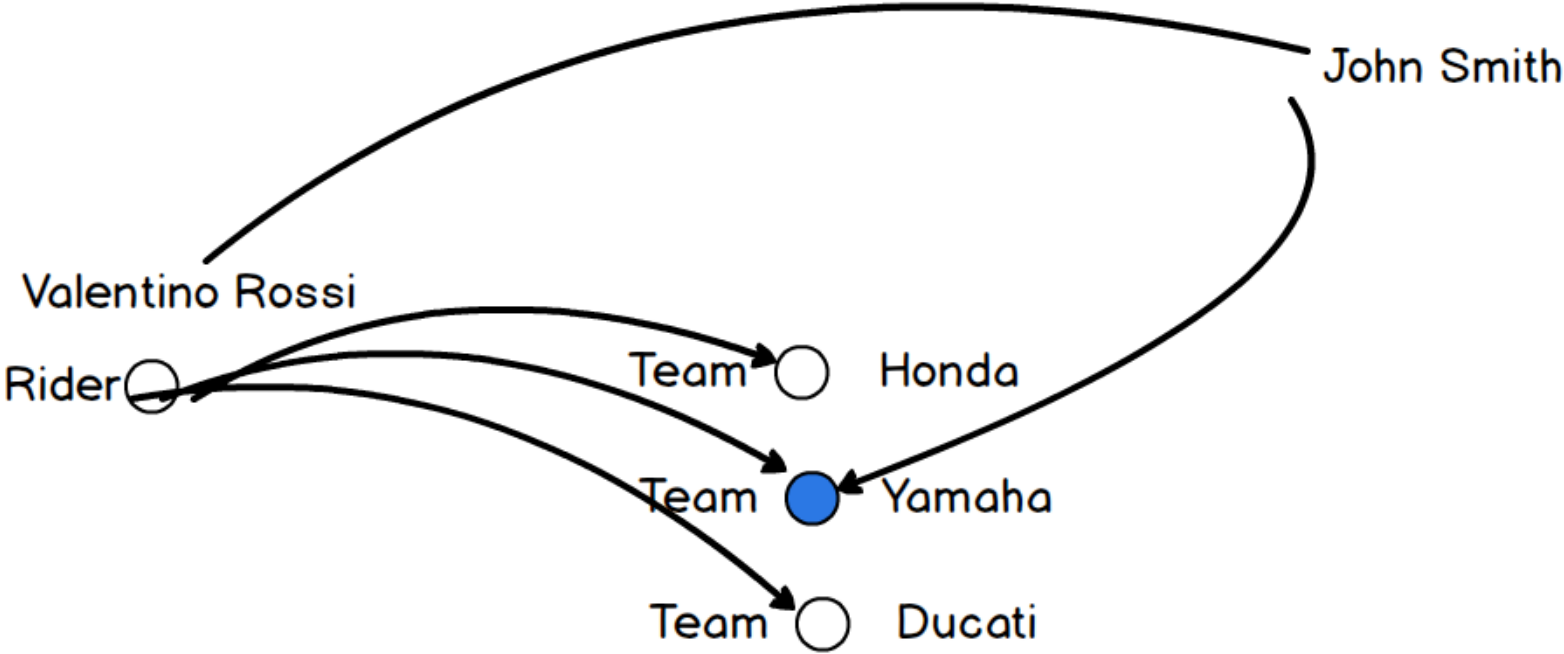 John Smith
Valentino Rossi
Rider
Team Honda
Team Yamaha
Team Ducati